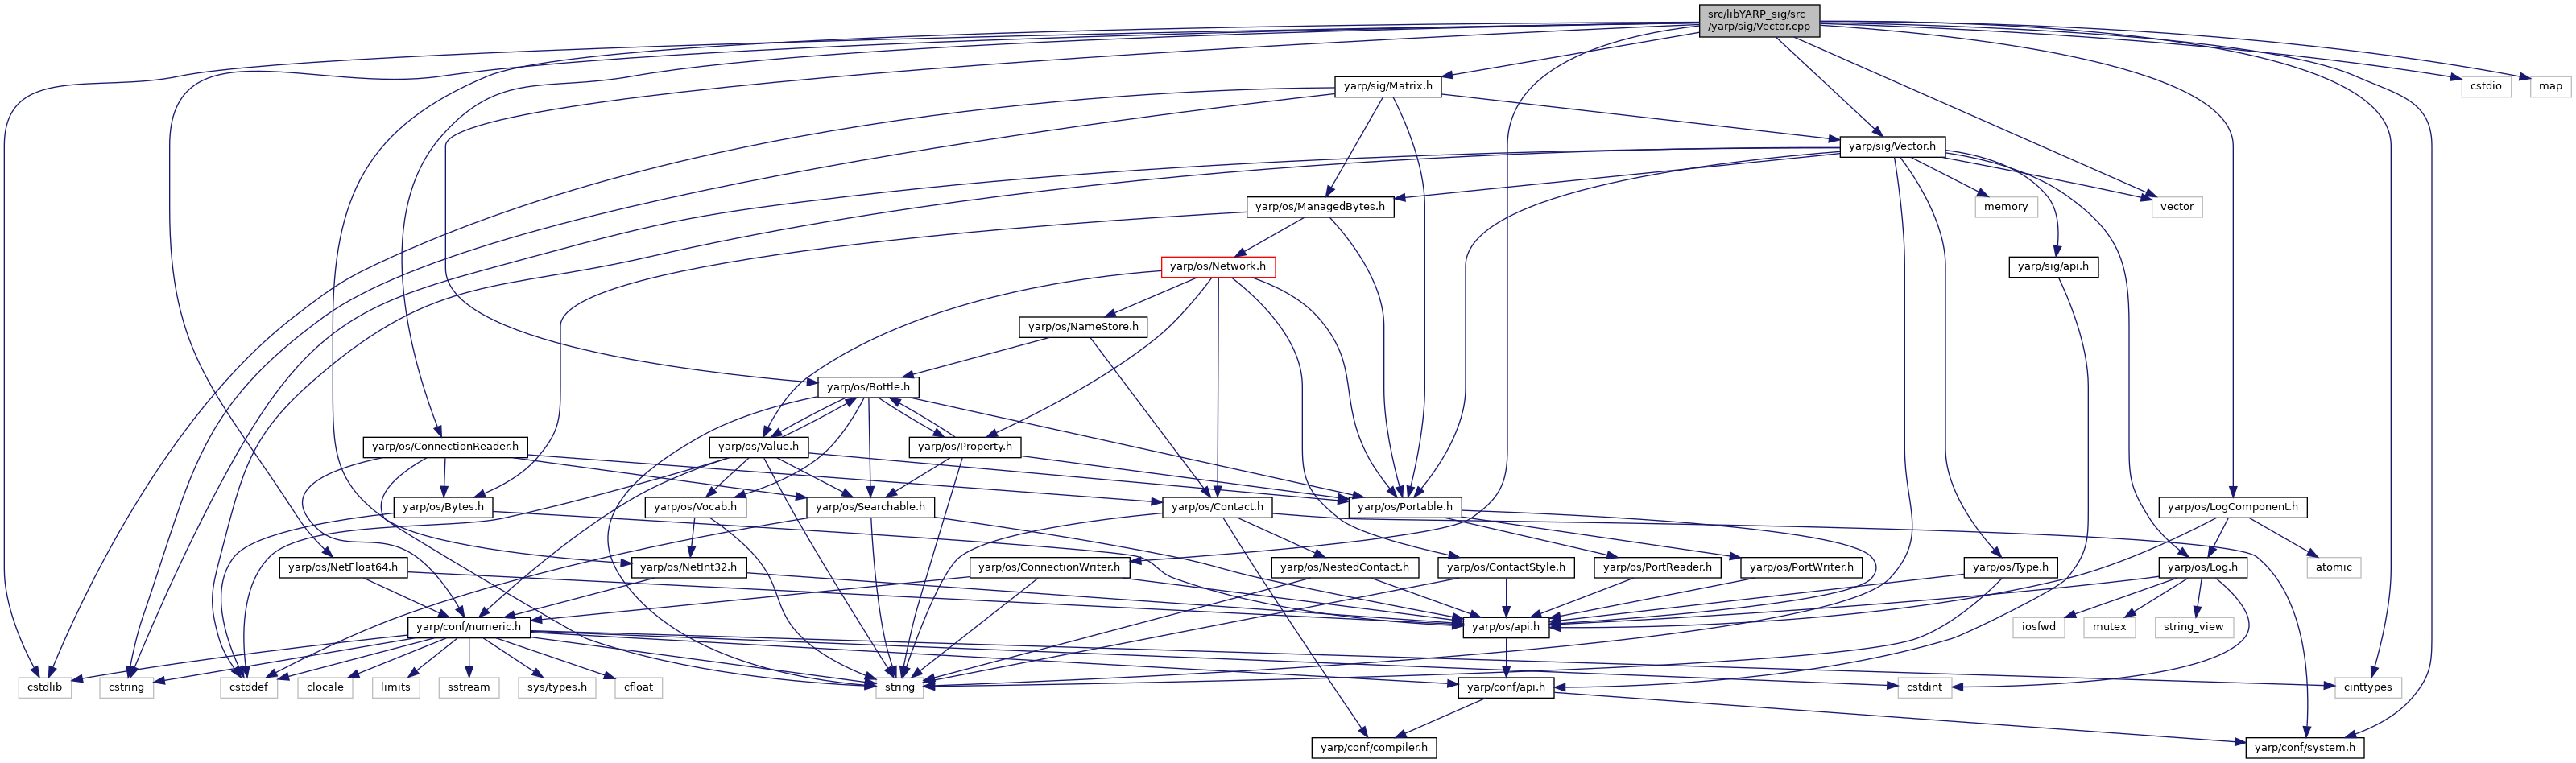 src/libYARP_sig/src
/yarp/sig/Vector.cpp
yarp/sig/Matrix.h
cstdio
map
yarp/sig/Vector.h
yarp/os/ManagedBytes.h
memory
vector
yarp/os/Network.h
yarp/sig/api.h
yarp/os/NameStore.h
yarp/os/Bottle.h
yarp/os/ConnectionReader.h
yarp/os/Value.h
yarp/os/Property.h
yarp/os/Bytes.h
yarp/os/Vocab.h
yarp/os/Searchable.h
yarp/os/Contact.h
yarp/os/Portable.h
yarp/os/LogComponent.h
yarp/os/NetFloat64.h
yarp/os/NetInt32.h
yarp/os/ConnectionWriter.h
yarp/os/NestedContact.h
yarp/os/ContactStyle.h
yarp/os/PortReader.h
yarp/os/PortWriter.h
yarp/os/Type.h
yarp/os/Log.h
atomic
yarp/conf/numeric.h
yarp/os/api.h
iosfwd
mutex
string_view
cstdlib
cstring
cstddef
clocale
limits
sstream
sys/types.h
cfloat
string
yarp/conf/api.h
cstdint
cinttypes
yarp/conf/compiler.h
yarp/conf/system.h